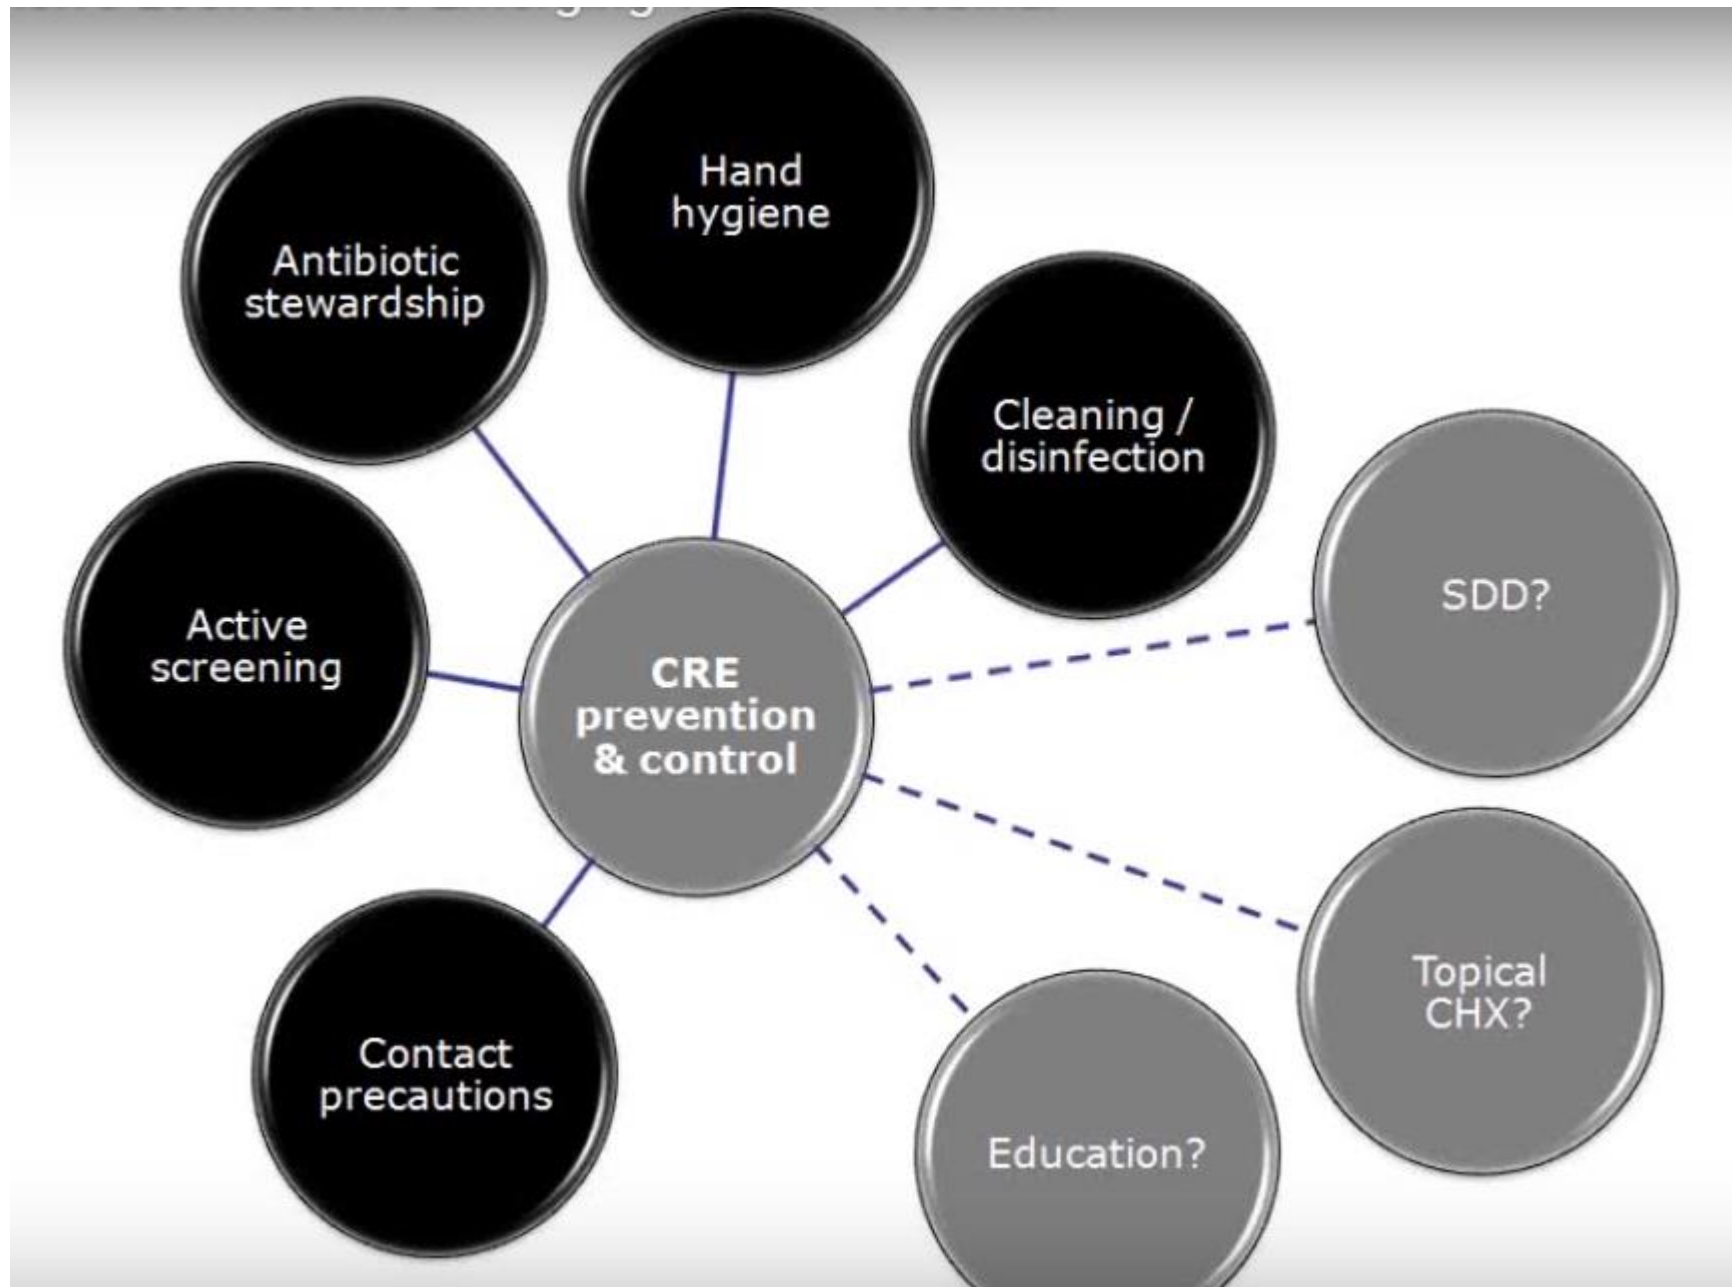 Hand
hygiene
Antibiotic
stewardship
Cleaning /
disinfection
SDD?
Active
screening
CRE
prevention
& control
Topical
CHX?
Contact
precautions
Education?